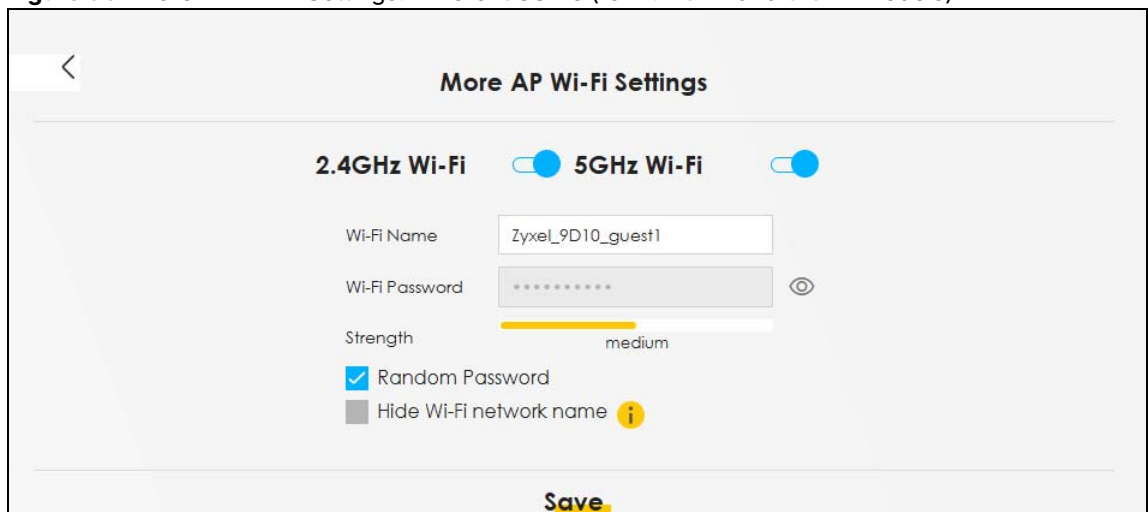 More AP Wi-Fi Settings
2.4GHz Wi-Fi 5GHz Wi-Fi
Wi-Fi Name Zyxel_9D10_guest1
Wi-Fi Password
Strength
medium
Random Password
Hide Wi-Fi network name i
Save